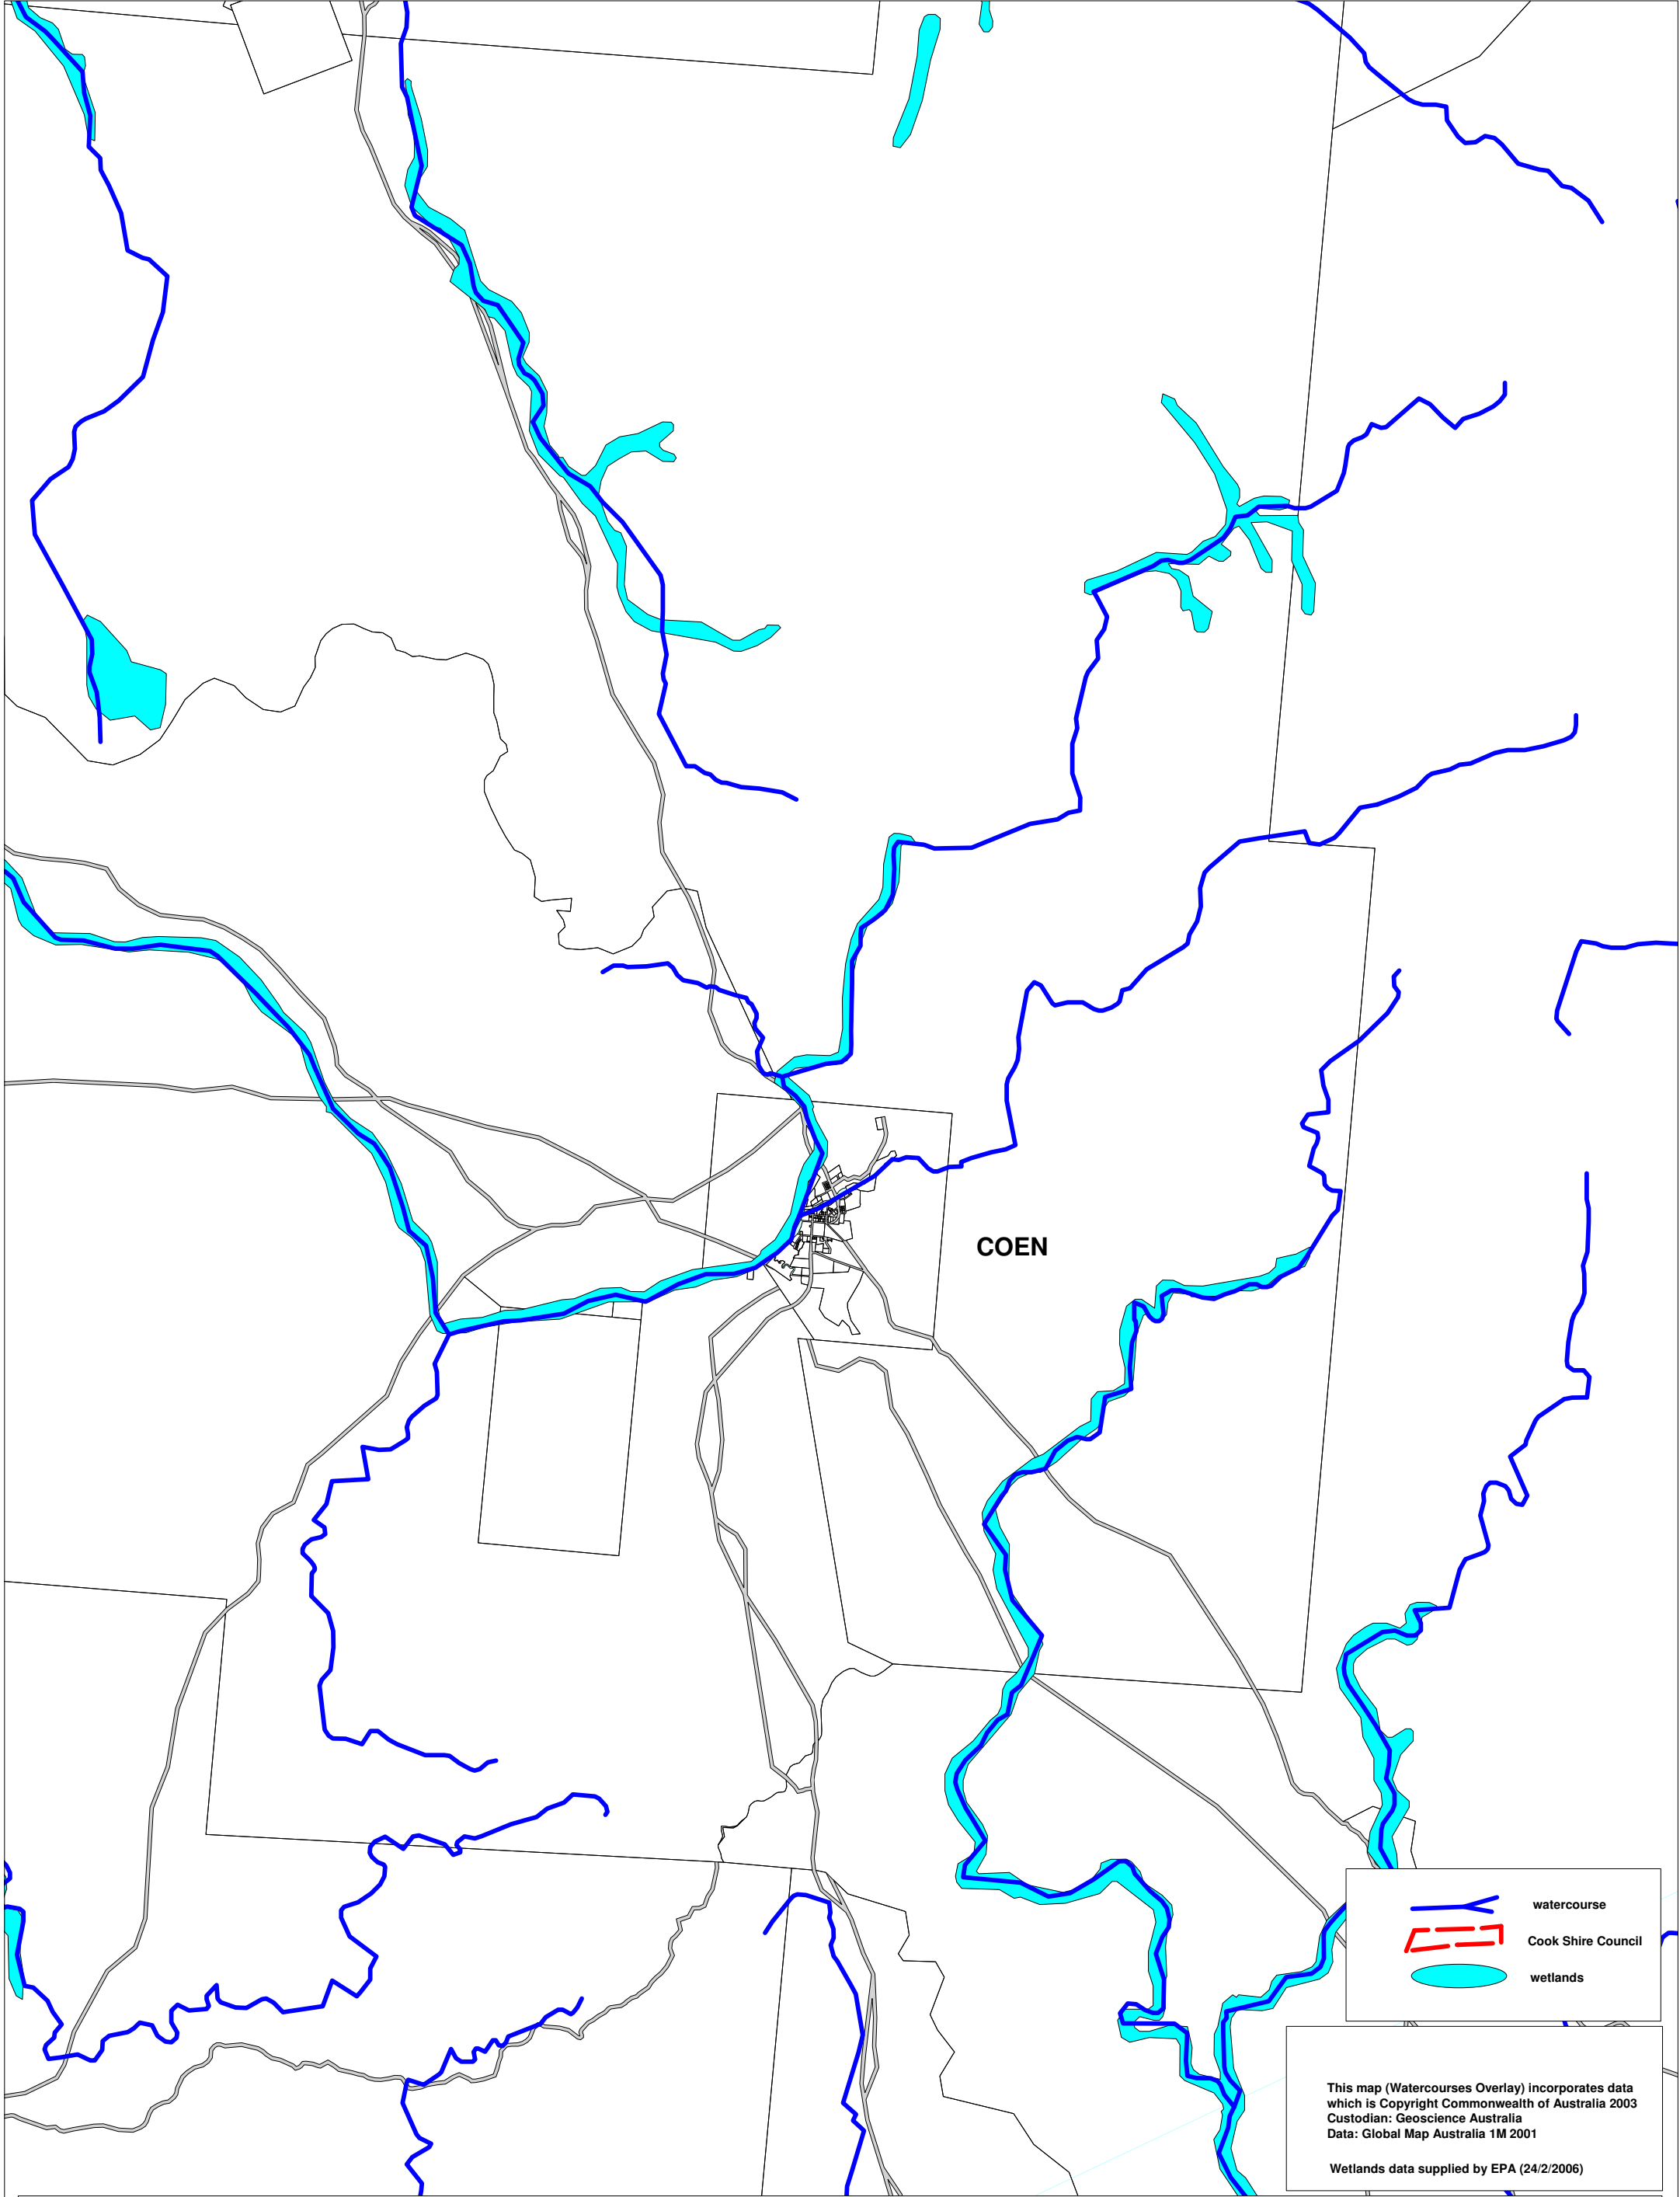 COEN
watercourse
Cook Shire Council
wetlands
This map (Watercourses Overlay) incorporates data
which is Copyright Commonwealth of Australia 2003
Custodian: Geoscience Australia
Data: Global Map Australia 1M 2001
Wetlands data supplied by EPA (24/2/2006)